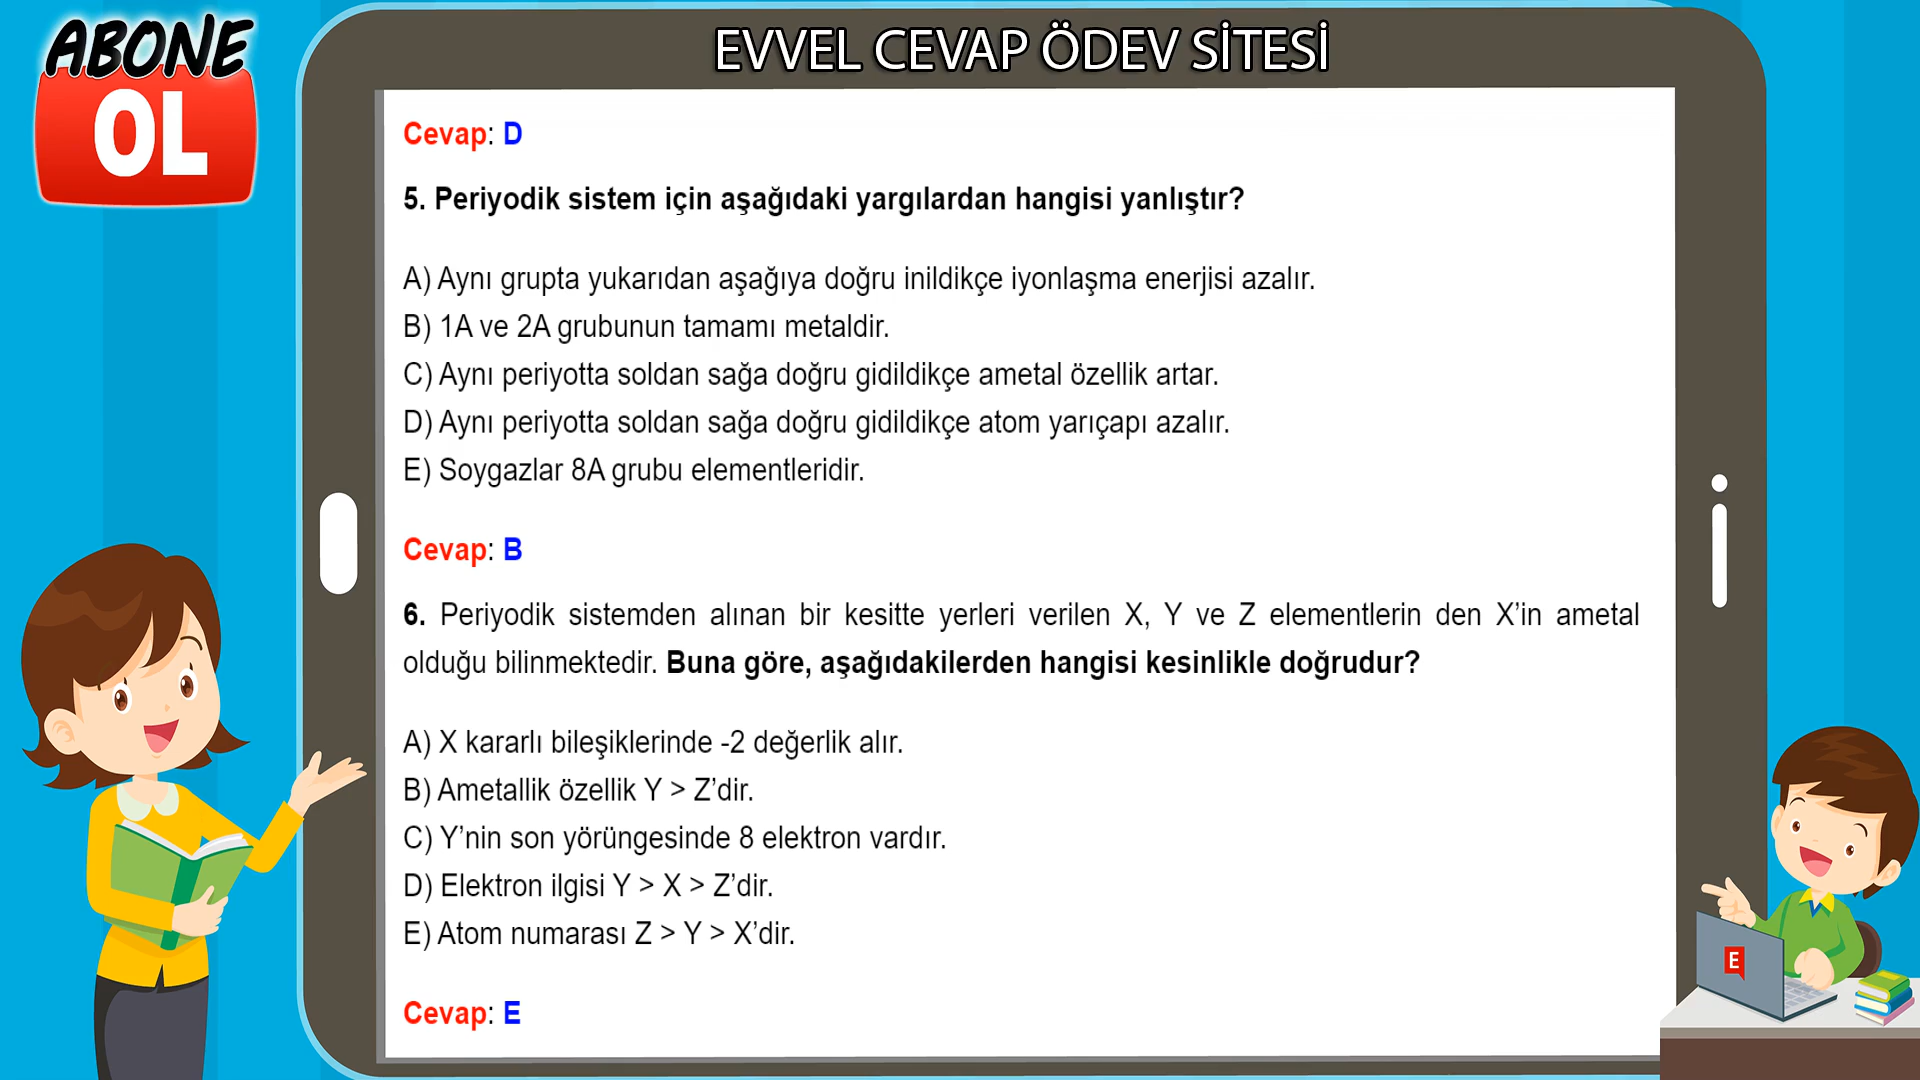 ABONE
OL
EVVEL CEVAP ÖDEV SİTESİ
Cevap: D
5. Periyodik sistem için aşağıdaki yargılardan hangisi yanlıştır?
A) Aynı grupta yukarıdan aşağıya doğru inildikçe iyonlaşma enerjisi azalır.
B) 1A ve 2A grubunun tamamı metaldir.
C) Aynı periyotta soldan sağa doğru gidildikçe ametal özellik artar.
D) Aynı periyotta soldan sağa doğru gidildikçe atom yarıçapı azalır.
E) Soygazlar 8A grubu elementleridir.
Cevap: B
6. Periyodik sistemden alınan bir kesitte yerleri verilen X, Y ve Z elementlerin den X’in ametal
olduğu bilinmektedir. Buna göre, aşağıdakilerden hangisi kesinlikle doğrudur?
A) X kararlı bileşiklerinde -2 değerlik alır.
B) Ametallik özellik Y > Z’dir.
C) Y’nin son yörüngesinde 8 elektron vardır.
D) Elektron ilgisi Y > X > Z’dir.
E) Atom numarası Z > Y > X’dir.
Cevap: E
E